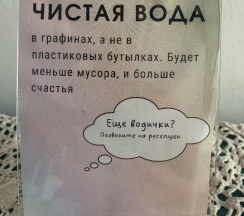 ЧИСТАЯ ВОДА
в графинах, а не в
пластиковых бутылках. Будет
меньше мусора, и больше
счастья
Еще водички?
Позвоните на ресепшен